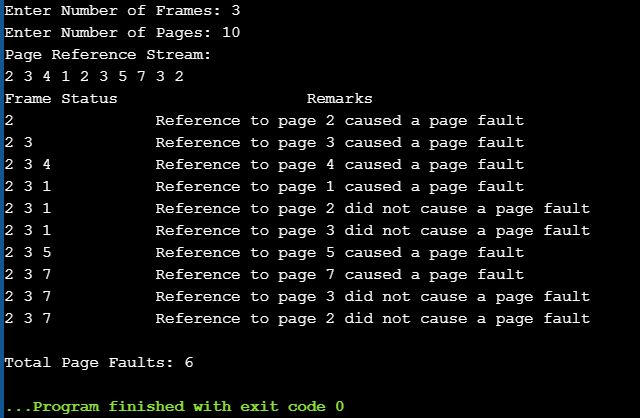 Enter Number of Frames: 3
Enter Number of Pages: 10
Page Reference Stream:
2 3 4 1 2 3 5 7 3 2
Frame Status                    Remarks
2               Reference to page 2 caused a page fault
2 3             Reference to page 3 caused a page fault
2 3 4           Reference to page 4 caused a page fault
2 3 1           Reference to page 1 caused a page fault
2 3 1           Reference to page 2 did not cause a page fault
2 3 1           Reference to page 3 did not cause a page fault
2 3 5           Reference to page 5 caused a page fault
2 3 7           Reference to page 7 caused a page fault
2 3 7           Reference to page 3 did not cause a page fault
2 3 7           Reference to page 2 did not cause a page fault
Total Page Faults: 6
...Program finished with exit code 0